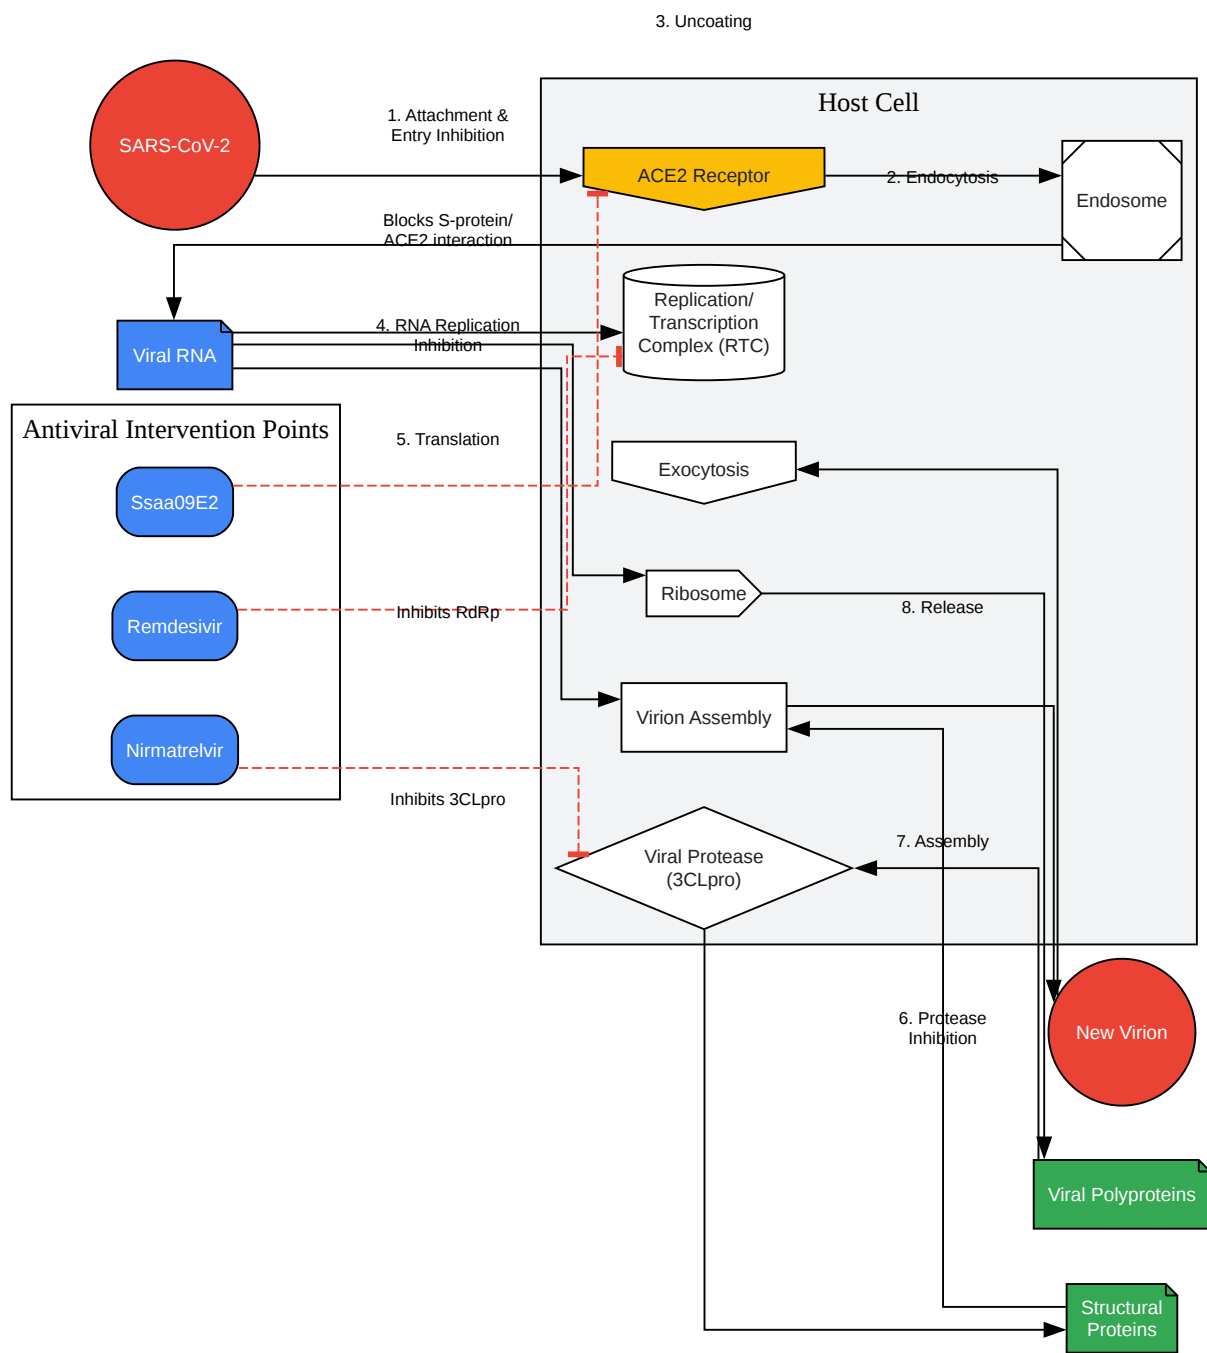 3. Uncoating
Host Cell
SARS-CoV-2
1. Attachment &
Entry Inhibition
ACE2 Receptor
2. Endocytosis
Endosome
Blocks S-protein/
ACE2 interaction
Replication/
Transcription
Complex (RTC)
Viral RNA
4. RNA Replication
Inhibition
Antiviral Intervention Points
5. Translation
Exocytosis
Ssaa09E2
Ribosome
8. Release
Remdesivir
Inhibits RdRp
Virion Assembly
Nirmatrelvir
Inhibits 3CLpro
7. Assembly
Viral Protease
(3CLpro)
6. Protease
Inhibition
New Virion
Viral Polyproteins
Structural
Proteins